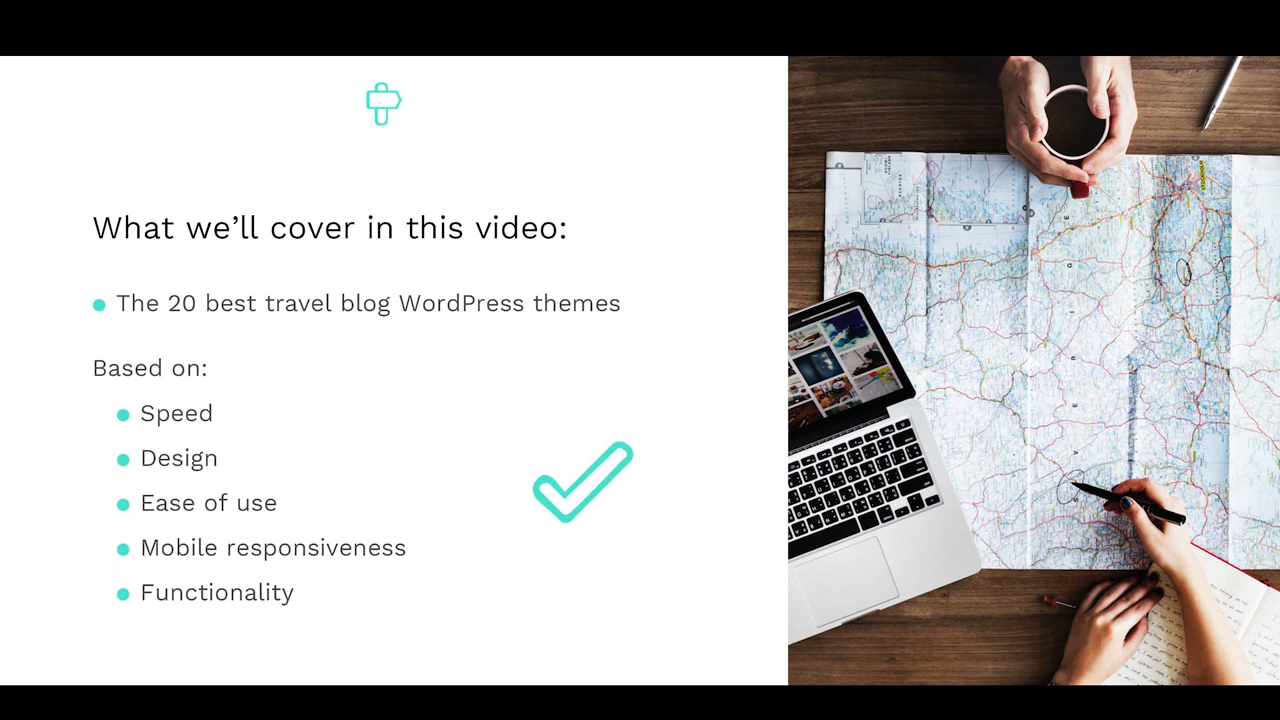 What we’ll cover in this video:
The 20 best travel blog WordPress themes
Based on:
Speed
Design
Ease of use
Mobile responsiveness
Functionality